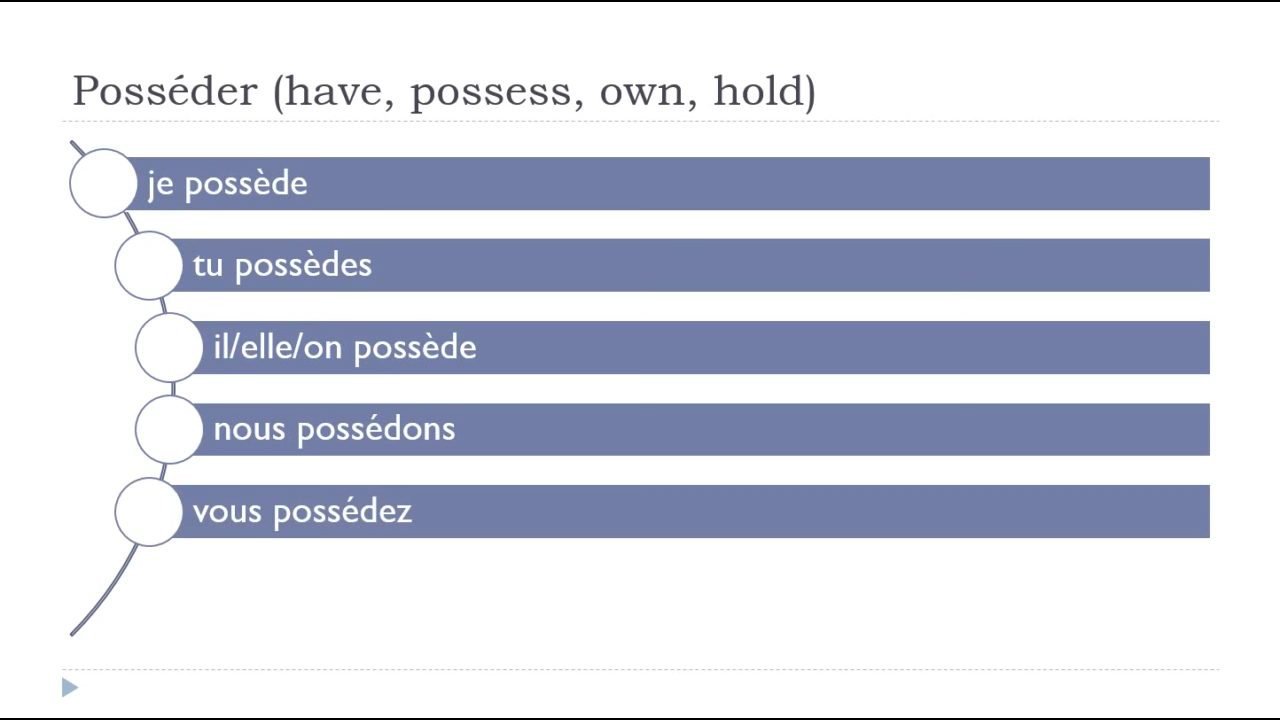 Posséder (have, possess, own, hold)
je possède
tu possèdes
il/elle/on possède
nous possédons
vous possédez